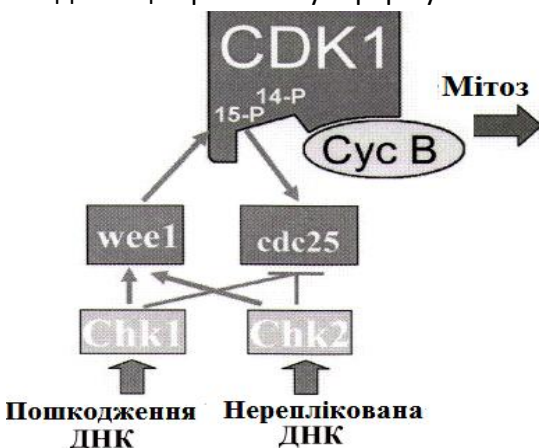 CDK1
14-P
15-P
Мітоз
Cyc B
wee1
cdc25
Chk1
Chk2
Пошкодження
ДНК
Нереплікована
ДНК